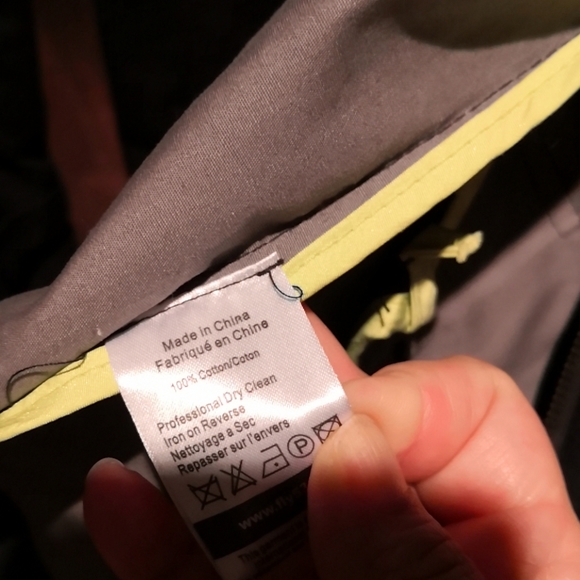 Made in China
Fabriqué en Chine
100% Cotton/Coton
Professional Dry Clean
Iron on Reverse
Nettoyage a Sec
Repasser sur l'envers
P